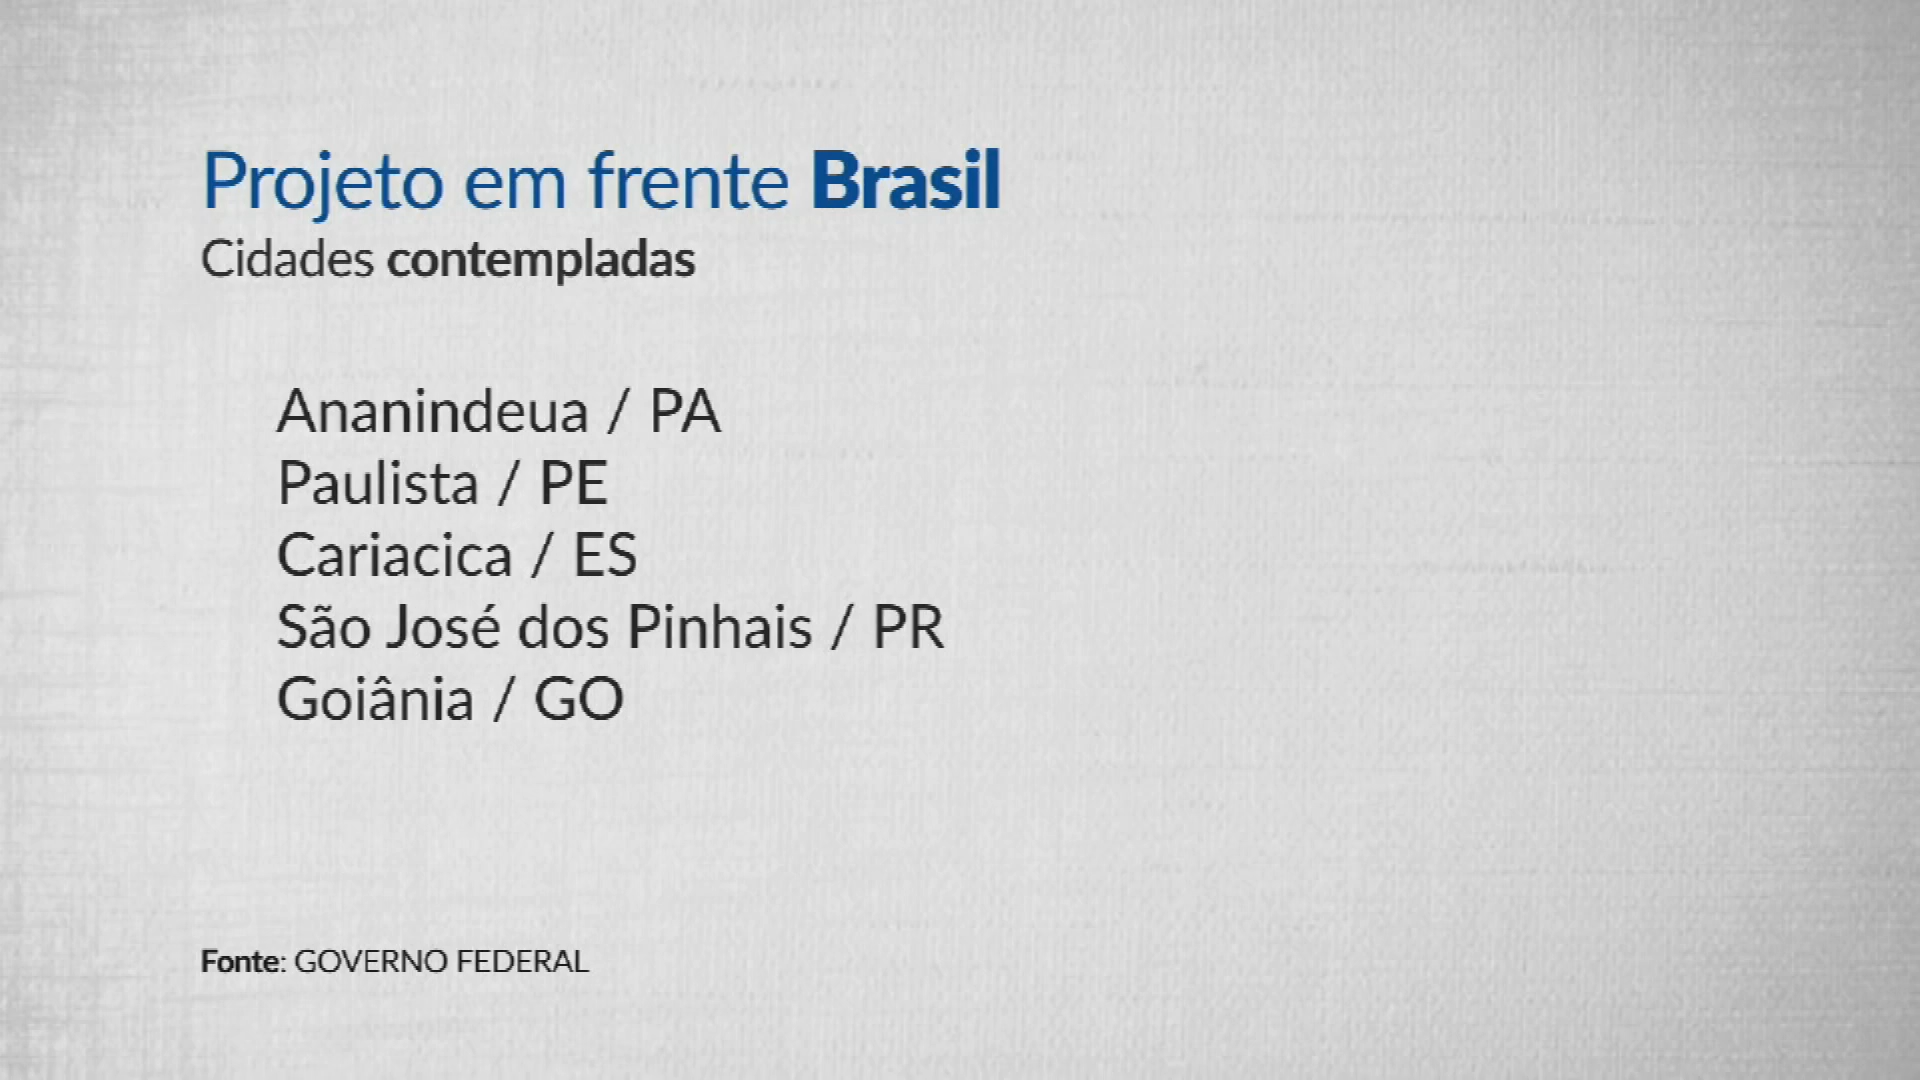 Projeto em frente Brasil
Cidades contempladas
Ananindeua / PA
Paulista / PE
Cariacica / ES
São José dos Pinhais / PR
Goiânia / GO
Fonte: GOVERNO FEDERAL